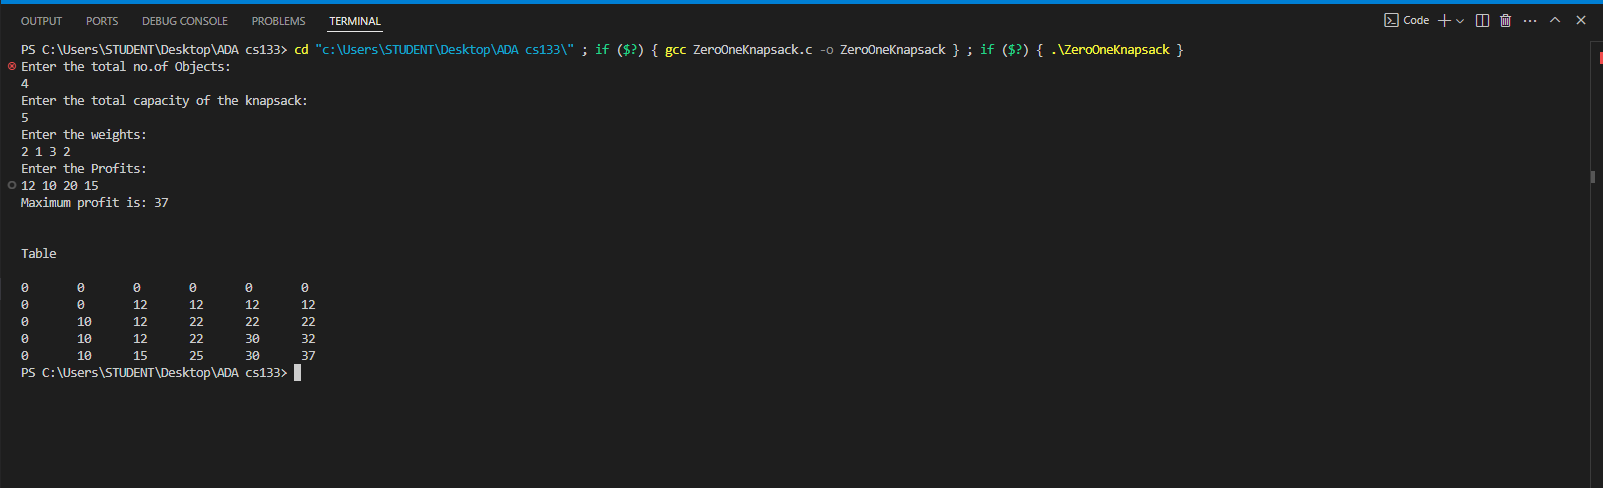 OUTPUT PORTS DEBUG CONSOLE PROBLEMS TERMINAL Code
PS C:\Users\STUDENT\Desktop\ADA cs133> cd "c:\Users\STUDENT\Desktop\ADA cs133\" ; if ($?) { gcc ZeroOneKnapsack.c -o ZeroOneKnapsack } ; if ($?) { .\ZeroOneKnapsack }
Enter the total no.of Objects:
4
Enter the total capacity of the knapsack:
5
Enter the weights:
2 1 3 2
Enter the Profits:
12 10 20 15
Maximum profit is: 37
Table
0 0 0 0 0 0
0 0 12 12 12 12
0 10 12 22 22 22
0 10 12 22 30 32
0 10 15 25 30 37
PS C:\Users\STUDENT\Desktop\ADA cs133>